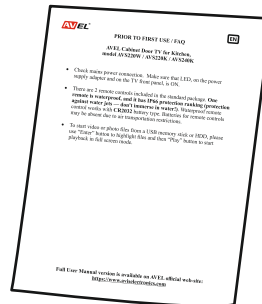 AVEL
EN
PRIOR TO FIRST USE / FAQ
AVEL Cabinet Door TV for Kitchen,
model AVS220W / AVS220K / AVS240K
• Check mains power connection. Make sure that LED, on the power
supply adapter and on the TV front panel, is ON.
• There are 2 remote controls included in the standard package. One
remote is waterproof, and it has IP66 protection ranking (protection
against water jets — don't immerse in water!). Waterproof remote
control works with CR2032 battery type. Batteries for remote controls
may be absent due to air transportation restrictions.
• To start video or photo files from a USB memory stick or HDD, please
use "Enter" button to highlight files and then "Play" button to start
playback in full screen mode.
Full User Manual version is available on AVEL official web-site:
https://www.aviselectronics.com/